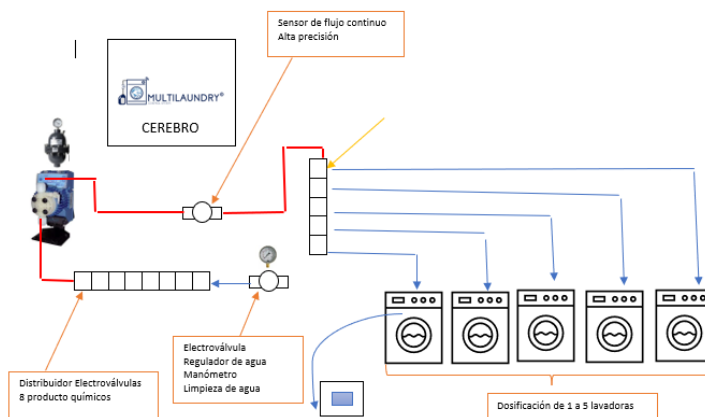 Sensor de flujo continuo
Alta precisión
MULTILAUNDRY®
CEREBRO
Electroválvula
Regulador de agua
Manómetro
Limpieza de agua
Distribuidor Electroválvulas
8 producto químicos
Dosificación de 1 a 5 lavadoras